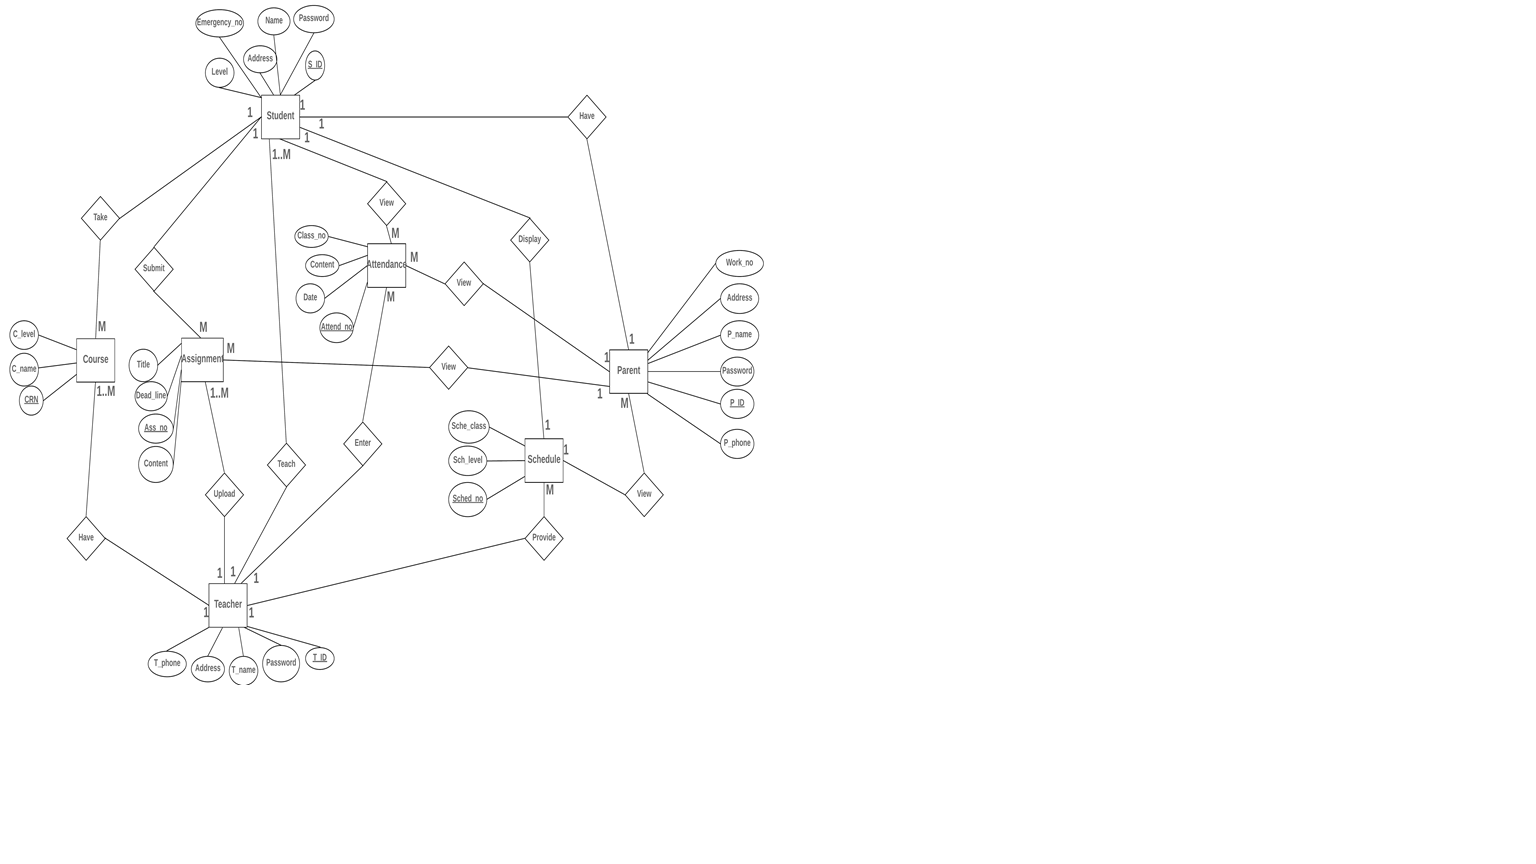 Emergency_no
Name
Password
Level
Address
S_ID
Student
1
1
1
1
1
1..M
Have
Take
View
Submit
Display
Class_no
Content
Date
Attend_no
Attendance
M
M
M
View
Work_no
Address
P_name
Password
P_ID
P_phone
Parent
1
1
1
M
C_level
C_name
CRN
Course
M
1..M
Title
Dead_line
Ass_no
Content
Assignment
M
M
1..M
View
Sche_class
Sch_level
Sched_no
Schedule
1
1
M
Enter
Teach
Upload
View
Have
Provide
Teacher
1
1
1
1
1
T_phone
Address
T_name
Password
T_ID